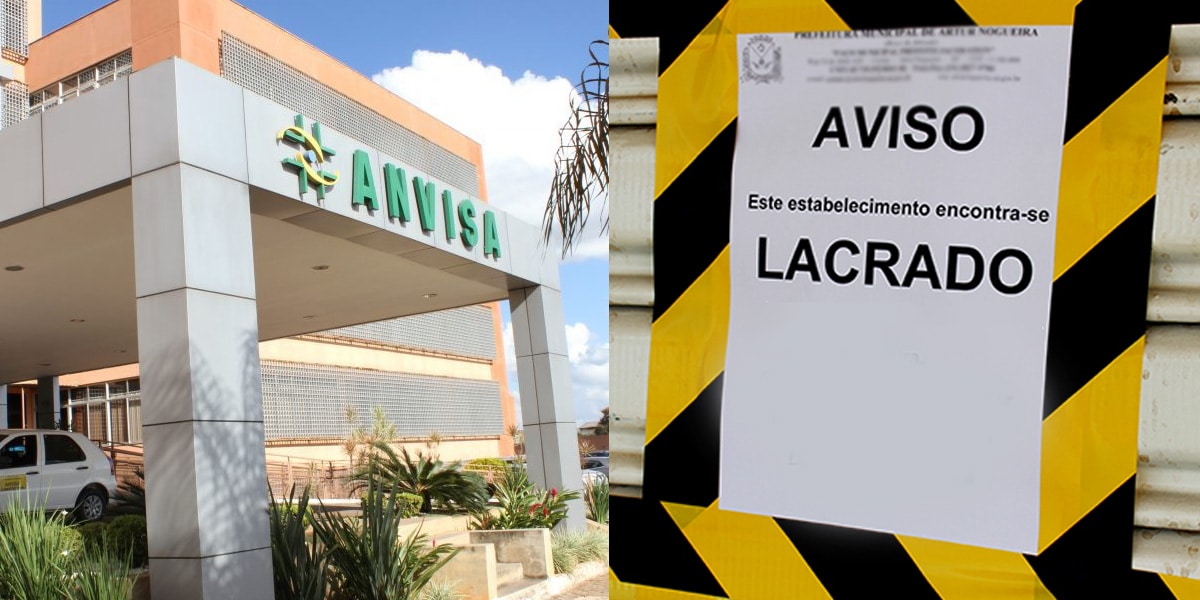 ANVISA
PREFEITURA MUNICIPAL DE ARTUR NOGUEIRA
AVISO
Este estabelecimento encontra-se
LACRADO